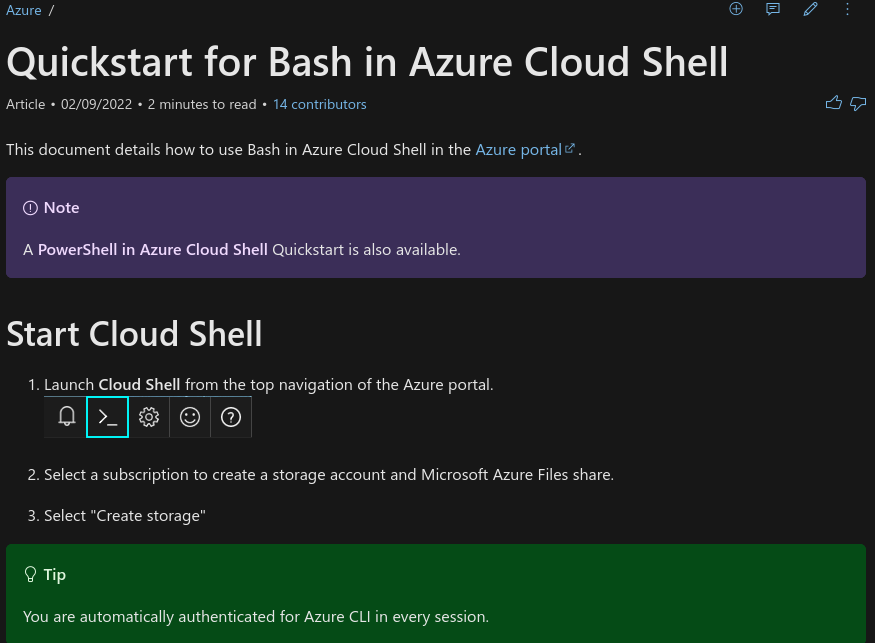 Azure /
Quickstart for Bash in Azure Cloud Shell
Article • 02/09/2022 • 2 minutes to read • 14 contributors
This document details how to use Bash in Azure Cloud Shell in the Azure portal .
Note
A PowerShell in Azure Cloud Shell Quickstart is also available.
Start Cloud Shell
1. Launch Cloud Shell from the top navigation of the Azure portal.
2. Select a subscription to create a storage account and Microsoft Azure Files share.
3. Select "Create storage"
Tip
You are automatically authenticated for Azure CLI in every session.